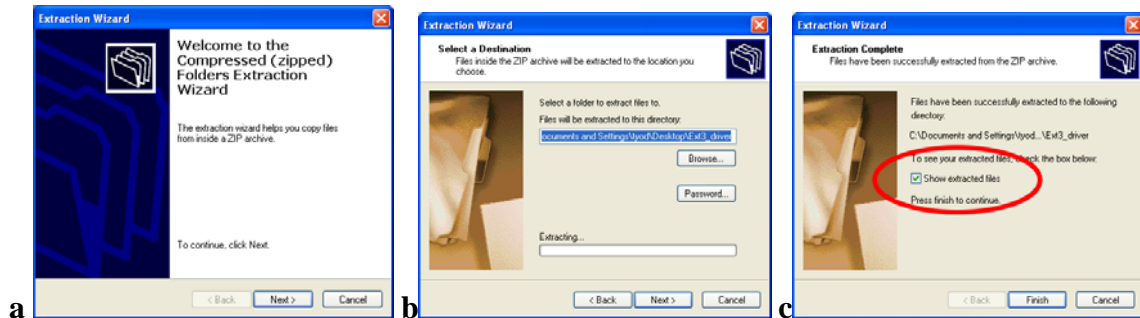 Extraction Wizard
Welcome to the
Compressed (zipped)
Folders Extraction
Wizard
The extraction wizard helps you copy files
from inside a ZIP archive.
To continue, click Next.
< Back
Next >
Cancel
a
Extraction Wizard
Select a Destination
Files inside the ZIP archive will be extracted to the location you
choose.
Select a folder to extract files to.
Files will be extracted to this directory:
ocuments and Settings\tyod\Desktop\Ext3_driver
Browse...
Password...
Extracting...
< Back
Next >
Cancel
b
Extraction Wizard
Extraction Complete
Files have been successfully extracted from the ZIP archive.
Files have been successfully extracted to the following
directory:
C:\Documents and Settings\tyod...\Ext3_driver
To see your extracted files, check the box below:
Show extracted files
Press finish to continue.
< Back
Finish
Cancel
c